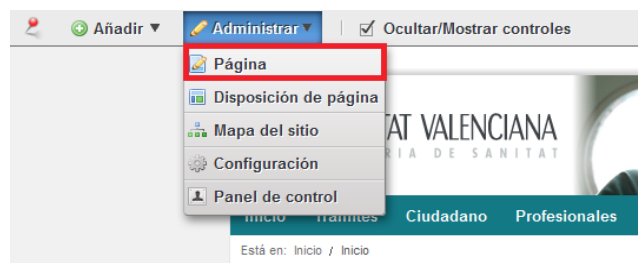 Añadir ▼ Administrar ▼ Ocultar/Mostrar controles
Página
Disposición de página
Mapa del sitio
Configuración
Panel de control
AT VALENCIANA
RIA DE SANITAT
Inicio Trámites Ciudadano Profesionales
Está en: Inicio / Inicio